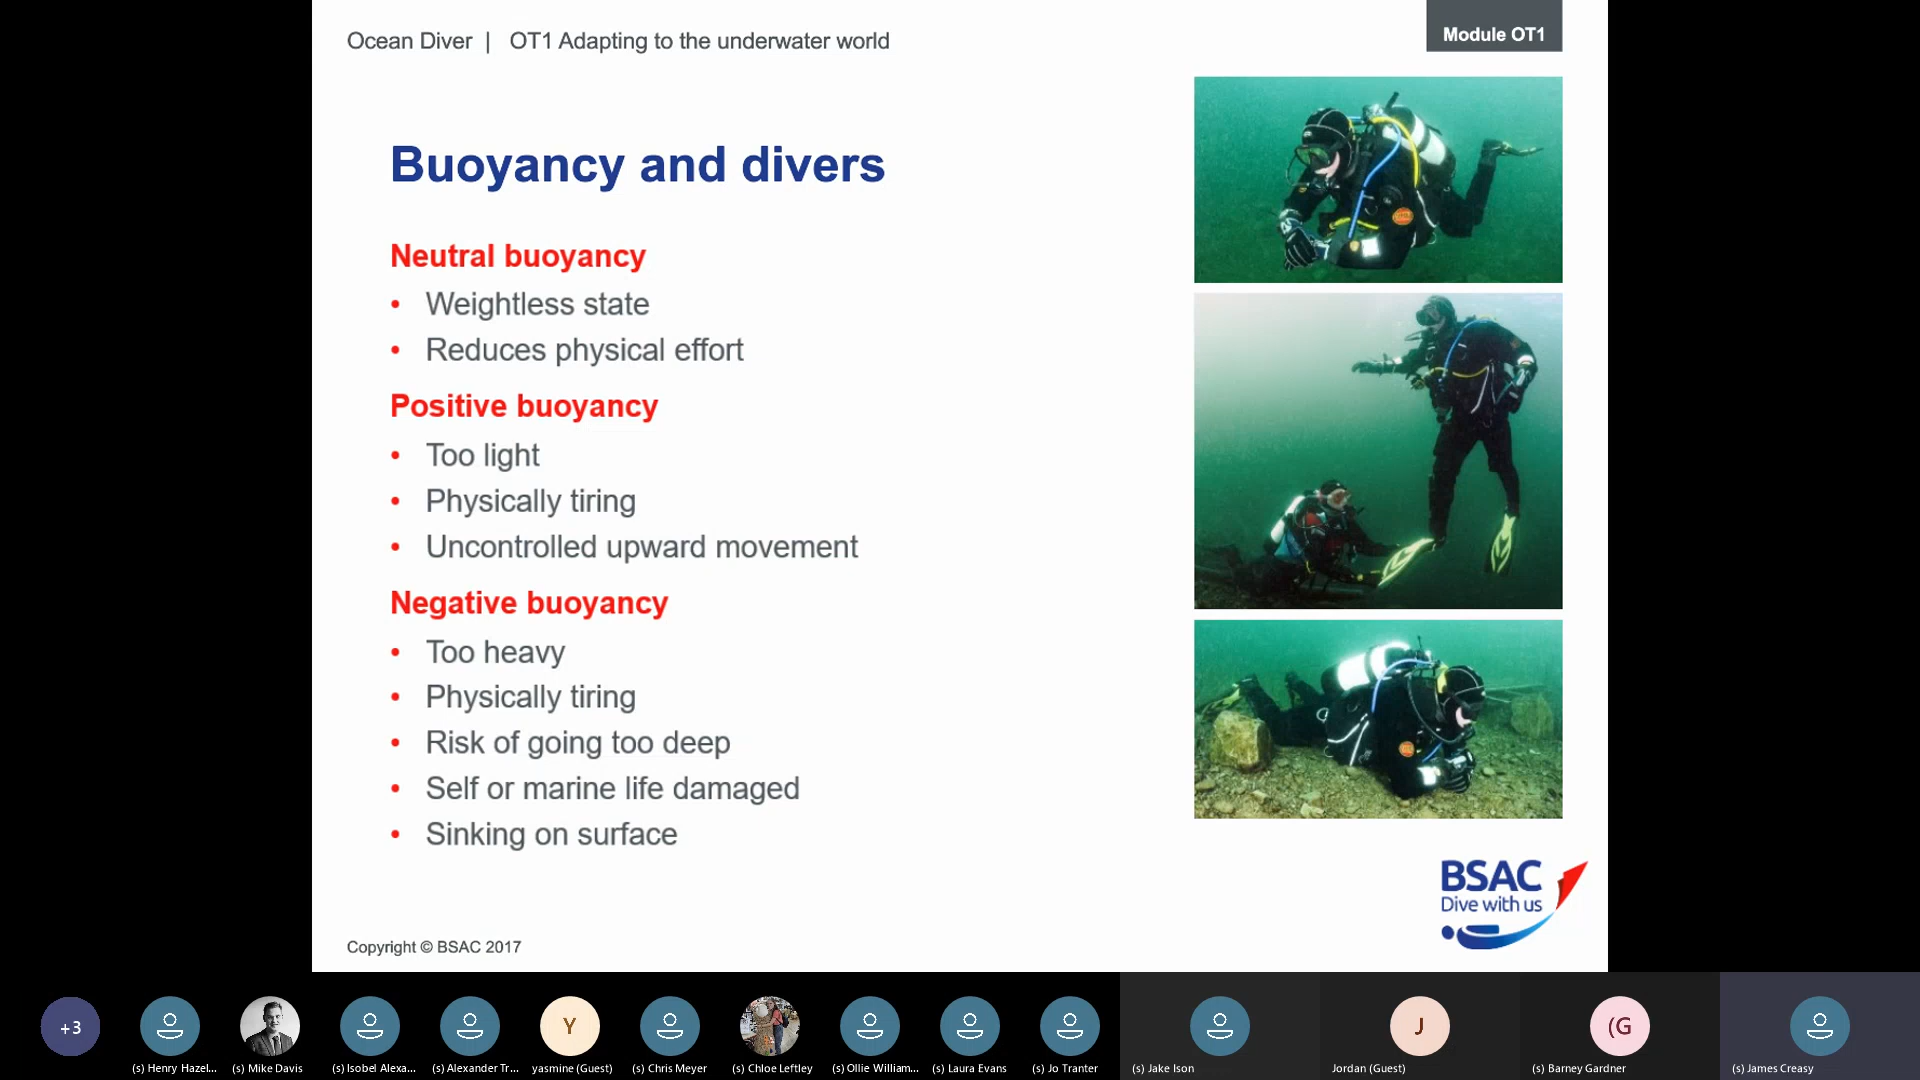 Ocean Diver | OT1 Adapting to the underwater world
Module OT1
Buoyancy and divers
Neutral buoyancy
• Weightless state
• Reduces physical effort
Positive buoyancy
• Too light
• Physically tiring
• Uncontrolled upward movement
Negative buoyancy
• Too heavy
• Physically tiring
• Risk of going too deep
• Self or marine life damaged
• Sinking on surface
BSAC
Dive with us
Copyright © BSAC 2017
+3
Y
J
(G
(s) Henry Hazel...
(s) Mike Davis
(s) Isobel Alexa...
(s) Alexander Tr...
yasmine (Guest)
(s) Chris Meyer
(s) Chloe Leftley
(s) Ollie William...
(s) Laura Evans
(s) Jo Tranter
(s) Jake Ison
Jordan (Guest)
(s) Barney Gardner
(s) James Creasy